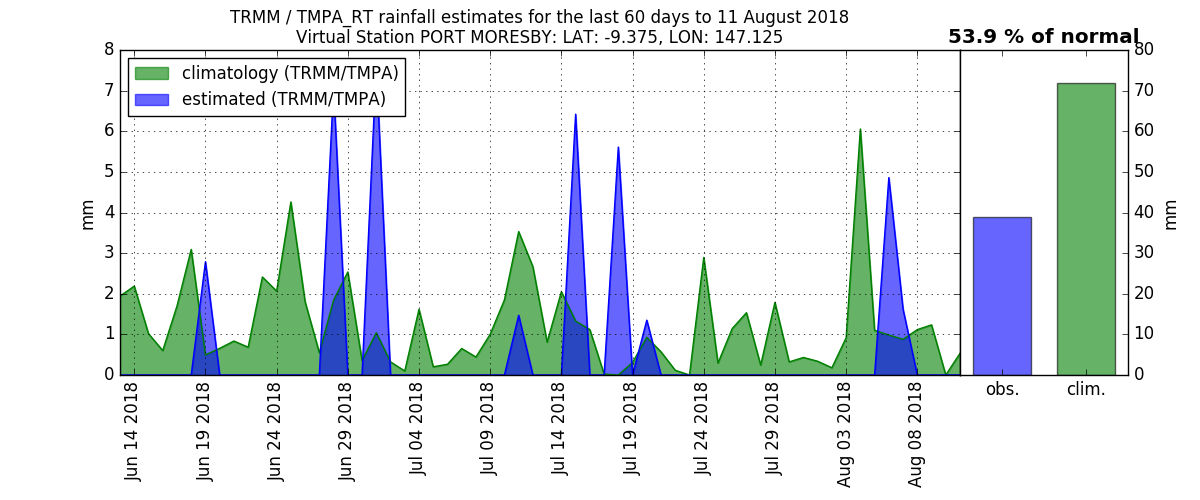 TRMM / TMPA_RT rainfall estimates for the last 60 days to 11 August 2018
Virtual Station PORT MORESBY: LAT: -9.375, LON: 147.125
53.9 % of normal
climatology (TRMM/TMPA)
estimated (TRMM/TMPA)
8
7
6
5
4
3
2
1
0
mm
80
70
60
50
40
30
20
10
0
mm
Jun 14 2018
Jun 19 2018
Jun 24 2018
Jun 29 2018
Jul 04 2018
Jul 09 2018
Jul 14 2018
Jul 19 2018
Jul 24 2018
Jul 29 2018
Aug 03 2018
Aug 08 2018
obs.
clim.